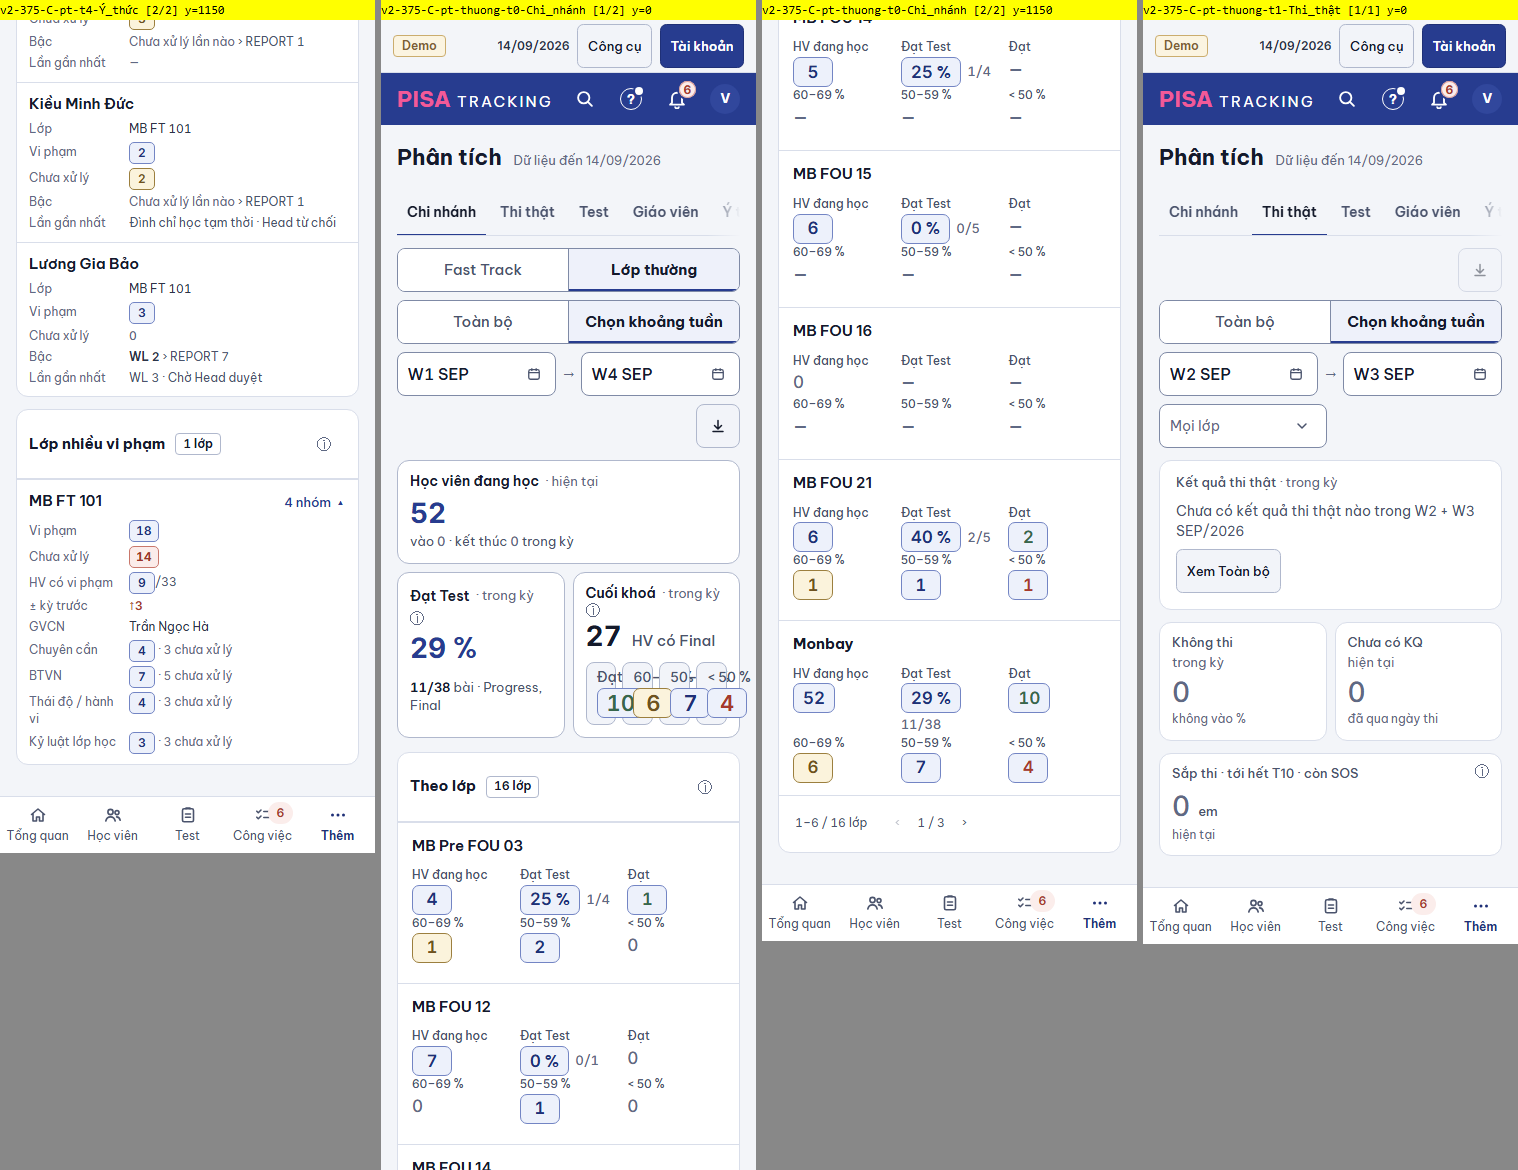 v2-375-C-pt-t4-Ý_thức [2/2] y=1150
Chưa xử lý
Bậc Chưa xử lý lần nào › REPORT 1
Lần gần nhất —
Kiều Minh Đức
Lớp MB FT 101
Vi phạm 2
Chưa xử lý 2
Bậc Chưa xử lý lần nào › REPORT 1
Lần gần nhất Đình chỉ học tạm thời · Head từ chối
Lương Gia Bảo
Lớp MB FT 101
Vi phạm 3
Chưa xử lý 0
Bậc WL 2 › REPORT 7
Lần gần nhất WL 3 · Chờ Head duyệt
Lớp nhiều vi phạm 1 lớp
MB FT 101 4 nhóm
Vi phạm 18
Chưa xử lý 14
HV có vi phạm 9 /33
± kỳ trước ↑3
GVCN Trần Ngọc Hà
Chuyên cần 4 · 3 chưa xử lý
BTVN 7 · 5 chưa xử lý
Thái độ / hành vi 4 · 3 chưa xử lý
Kỷ luật lớp học 3 · 3 chưa xử lý
Tổng quan Học viên Test Công việc 6 Thêm
v2-375-C-pt-thuong-t0-Chi_nhánh [1/2] y=0
Demo 14/09/2026 Công cụ Tài khoản
PISA TRACKING ? 6 V
Phân tích Dữ liệu đến 14/09/2026
Chi nhánh Thi thật Test Giáo viên Ý
Fast Track Lớp thường
Toàn bộ Chọn khoảng tuần
W1 SEP → W4 SEP
Học viên đang học · hiện tại
52
vào 0 · kết thúc 0 trong kỳ
Đạt Test · trong kỳ
29 %
11/38 bài · Progress, Final
Cuối khoá · trong kỳ
27 HV có Final
Đạt 60– 50– < 50 %
10 6 7 4
Theo lớp 16 lớp
MB Pre FOU 03
HV đang học Đạt Test Đạt
4 25 % 1/4 1
60–69 % 50–59 % < 50 %
1 2 0
MB FOU 12
HV đang học Đạt Test Đạt
7 0 % 0/1 0
60–69 % 50–59 % < 50 %
0 1 0
MB FOU 14
v2-375-C-pt-thuong-t0-Chi_nhánh [2/2] y=1150
MB FOU 14
HV đang học Đạt Test Đạt
5 25 % 1/4 —
60–69 % 50–59 % < 50 %
— — —
MB FOU 15
HV đang học Đạt Test Đạt
6 0 % 0/5 —
60–69 % 50–59 % < 50 %
— — —
MB FOU 16
HV đang học Đạt Test Đạt
0 — —
60–69 % 50–59 % < 50 %
— — —
MB FOU 21
HV đang học Đạt Test Đạt
6 40 % 2/5 2
60–69 % 50–59 % < 50 %
1 1 1
Monbay
HV đang học Đạt Test Đạt
52 29 % 11/38 10
60–69 % 50–59 % < 50 %
6 7 4
1–6 / 16 lớp ‹ 1 / 3 ›
Tổng quan Học viên Test Công việc 6 Thêm
v2-375-C-pt-thuong-t1-Thi_thật [1/1] y=0
Demo 14/09/2026 Công cụ Tài khoản
PISA TRACKING ? 6 V
Phân tích Dữ liệu đến 14/09/2026
Chi nhánh Thi thật Test Giáo viên Ý
Toàn bộ Chọn khoảng tuần
W2 SEP → W3 SEP
Mọi lớp
Kết quả thi thật · trong kỳ
Chưa có kết quả thi thật nào trong W2 + W3
SEP/2026
Xem Toàn bộ
Không thi
trong kỳ
0
không vào %
Chưa có KQ
hiện tại
0
đã qua ngày thi
Sắp thi · tới hết T10 · còn SOS
0 em
hiện tại
Tổng quan Học viên Test Công việc 6 Thêm